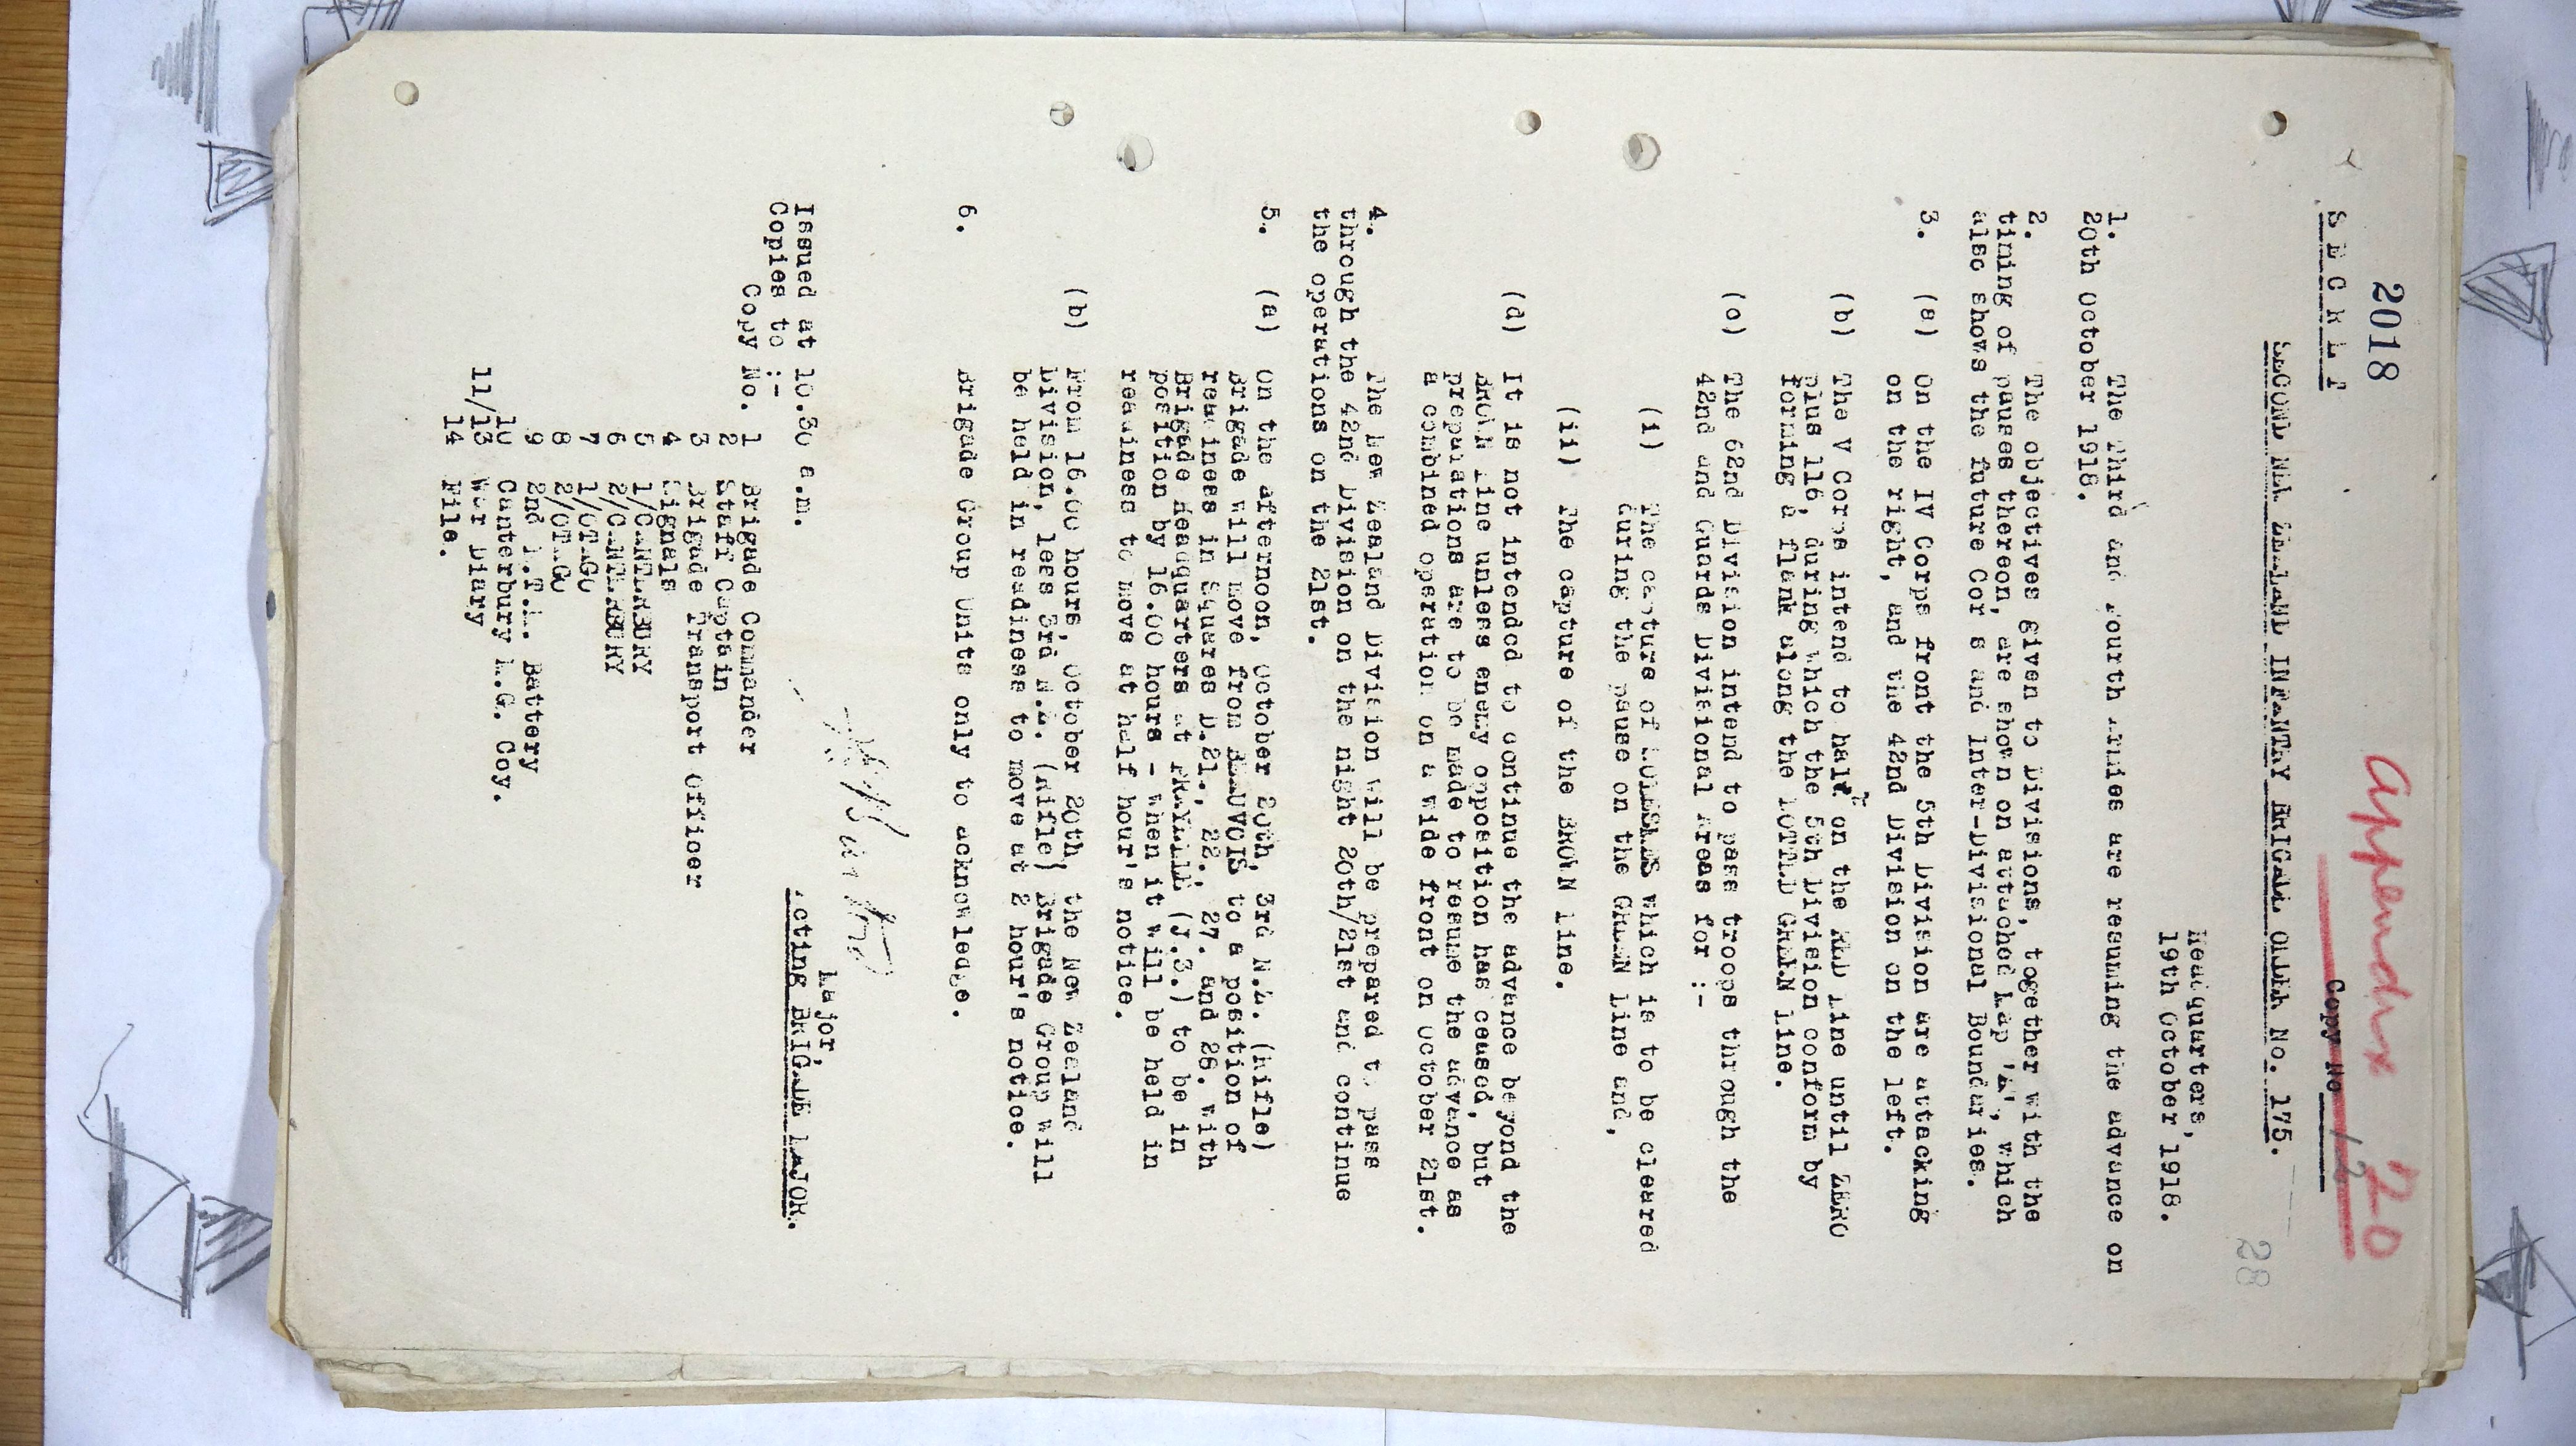 2018
Appendix 20
S E C R E T
Copy No 12
SECOND NEW ZEALAND INFANTRY BRIGADE ORDER No. 175.
28
Headquarters,
19th October 1918.
1. The Third and Fourth Armies are resuming the advance on
20th October 1918.
2. The objectives given to Divisions, together with the
timing of pauses thereon, are shown on attached Map 'A', which
also shows the future Corps and Inter-Divisional Boundaries.
3. (a) On the IV Corps front the 5th Division are attacking
on the right, and the 42nd Division on the left.
(b) The V Corps intend to halt on the RED Line until ZERO
plus 116, during which the 5th Division conform by
forming a flank along the DOTTED GREEN line.
(c) The 62nd Division intend to pass troops through the
42nd and Guards Divisional Areas for :-
(i) The capture of SOLESMES which is to be cleared
during the pause on the GREEN Line and,
(ii) The capture of the BROWN line.
(d) It is not intended to continue the advance beyond the
BROWN Line unless enemy opposition has ceased, but
preparations are to be made to resume the advance as
a combined operation on a wide front on October 21st.
4. The New Zealand Division will be prepared to pass
through the 42nd Division on the night 20th/21st and continue
the operations on the 21st.
5. (a) On the afternoon, October 20th, 3rd N.Z. (Rifle)
Brigade will move from BEAUVOIS to a position of
readiness in Squares D.21., 22., 27. and 28. with
Brigade Headquarters at PRAYELLE (J.3.) to be in
position by 16.00 hours - when it will be held in
readiness to move at half hour's notice.
(b) From 16.00 hours, October 20th, the New Zealand
Division, less 3rd N.Z. (Rifle) Brigade Group will
be held in readiness to move at 2 hour's notice.
6. Brigade Group Units only to acknowledge.
Major,
Acting BRIGADE MAJOR.
Issued at 10.30 a.m.
Copies to :-
Copy No. 1 Brigade Commander
2 Staff Captain
3 Brigade Transport Officer
4 Signals
5 1/CANTERBURY
6 2/CANTERBURY
7 1/OTAGO
8 2/OTAGO
9 2nd L.T.M. Battery
10 Canterbury M.G. Coy.
11/13 War Diary
14 File.